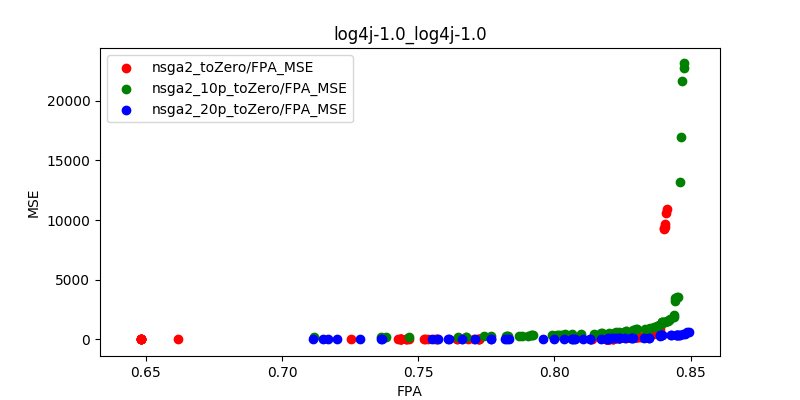 log4j-1.0_log4j-1.0
nsga2_toZero/FPA_MSE
nsga2_10p_toZero/FPA_MSE
nsga2_20p_toZero/FPA_MSE
MSE
20000
15000
10000
5000
0
0.65 0.70 0.75 0.80 0.85
FPA